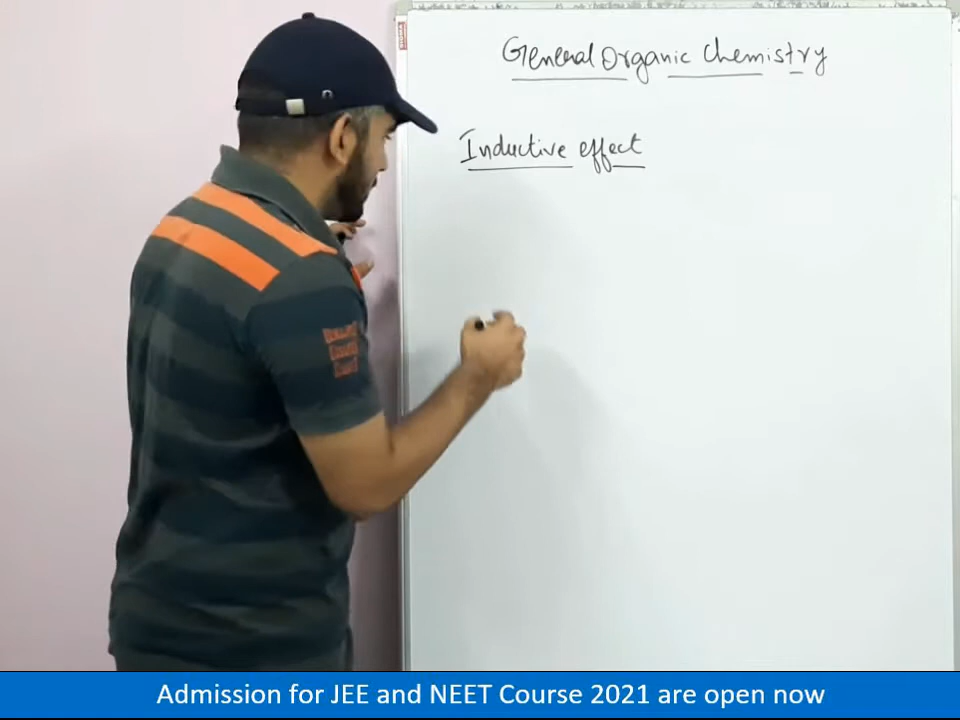 General Organic Chemistry
Inductive effect
Admission for JEE and NEET Course 2021 are open now